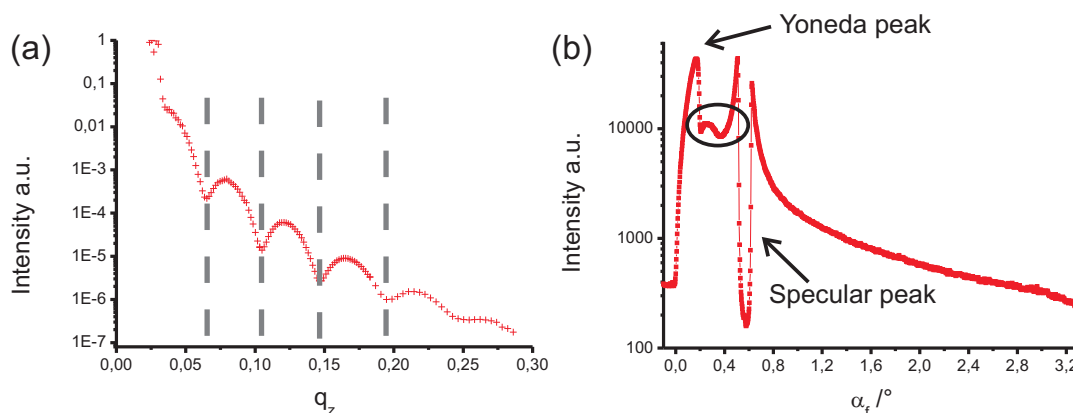 (a)
Intensity a.u.
1
0,1
0,01
1E-3
1E-4
1E-5
1E-6
1E-7
0,00 0,05 0,10 0,15 0,20 0,25 0,30
q_z
(b)
Yoneda peak
Specular peak
Intensity a.u.
10000
1000
100
0,0 0,4 0,8 1,2 1,6 2,0 2,4 2,8 3,2
α_f /°